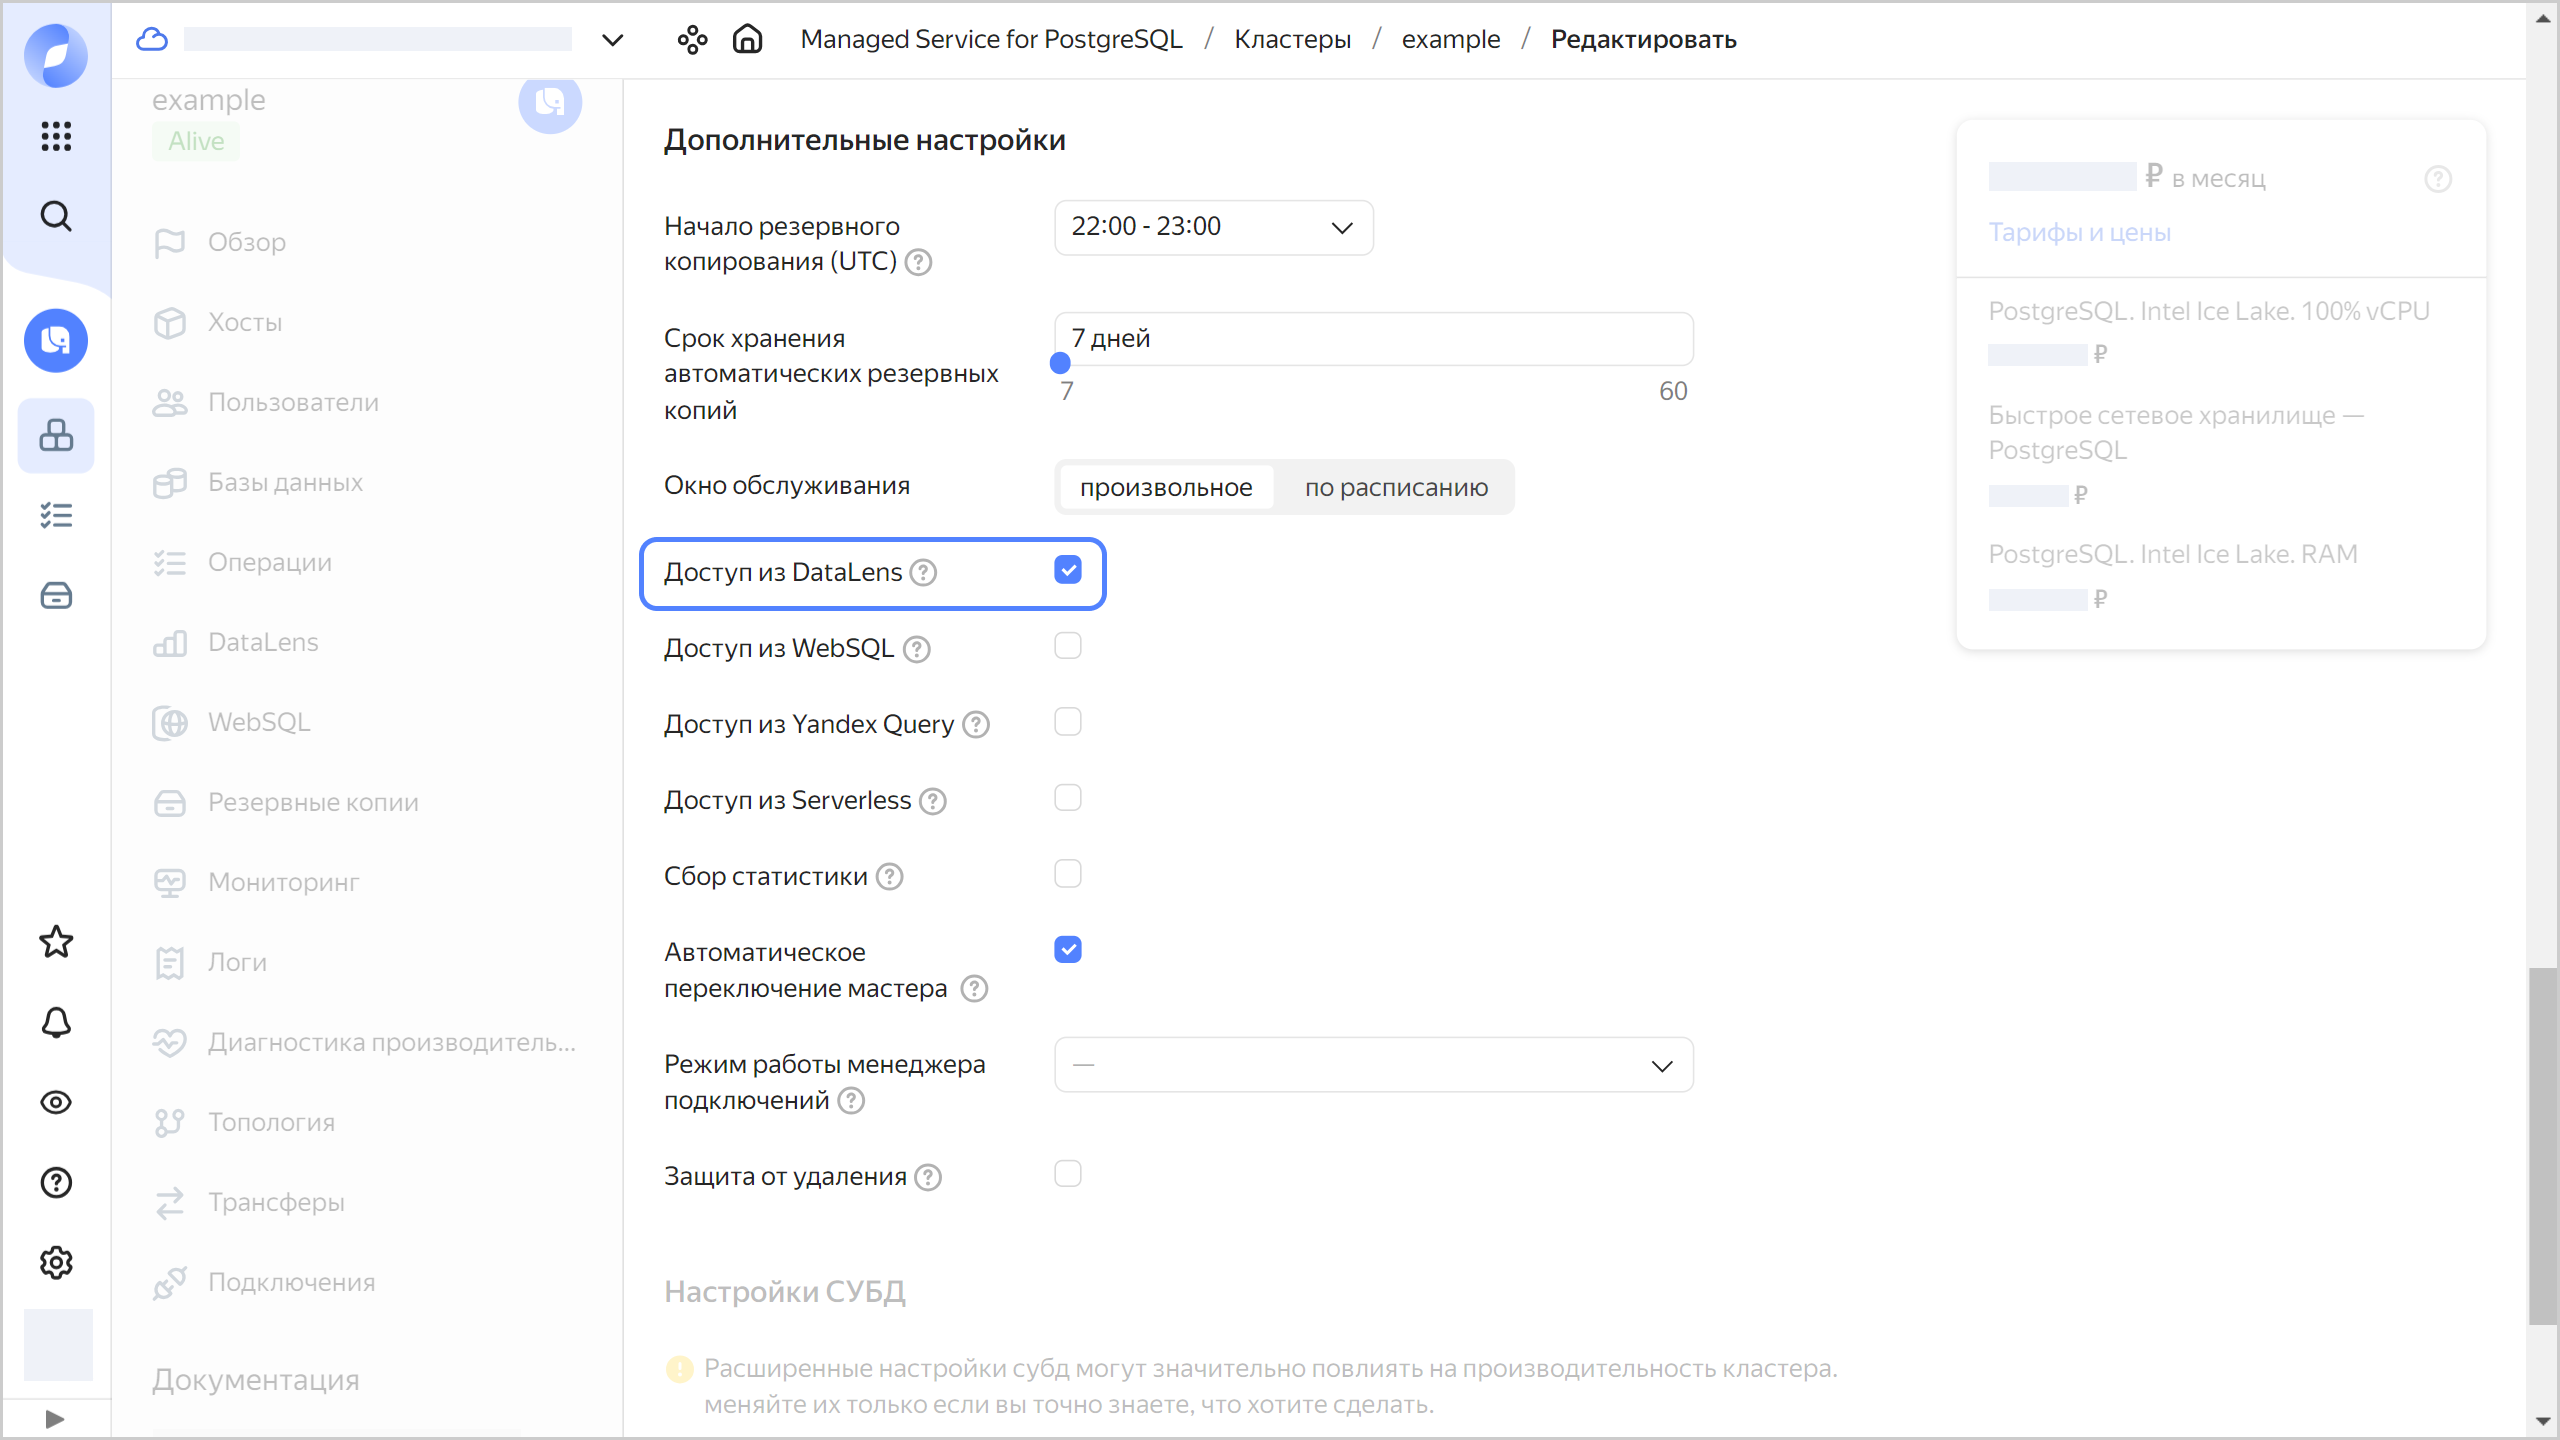 Managed Service for PostgreSQL / Кластеры / example / Редактировать
example
Alive
Обзор
Хосты
Пользователи
Базы данных
Операции
DataLens
WebSQL
Резервные копии
Мониторинг
Логи
Диагностика производитель...
Топология
Трансферы
Подключения
Документация
Дополнительные настройки
Начало резервного
копирования (UTC)
22:00 - 23:00
Срок хранения
автоматических резервных
копий
7 дней
7
60
Окно обслуживания
произвольное
по расписанию
Доступ из DataLens
Доступ из WebSQL
Доступ из Yandex Query
Доступ из Serverless
Сбор статистики
Автоматическое
переключение мастера
Режим работы менеджера
подключений
—
Защита от удаления
Настройки СУБД
Расширенные настройки субд могут значительно повлиять на производительность кластера.
меняйте их только если вы точно знаете, что хотите сделать.
₽ в месяц
Тарифы и цены
PostgreSQL. Intel Ice Lake. 100% vCPU
₽
Быстрое сетевое хранилище —
PostgreSQL
₽
PostgreSQL. Intel Ice Lake. RAM
₽